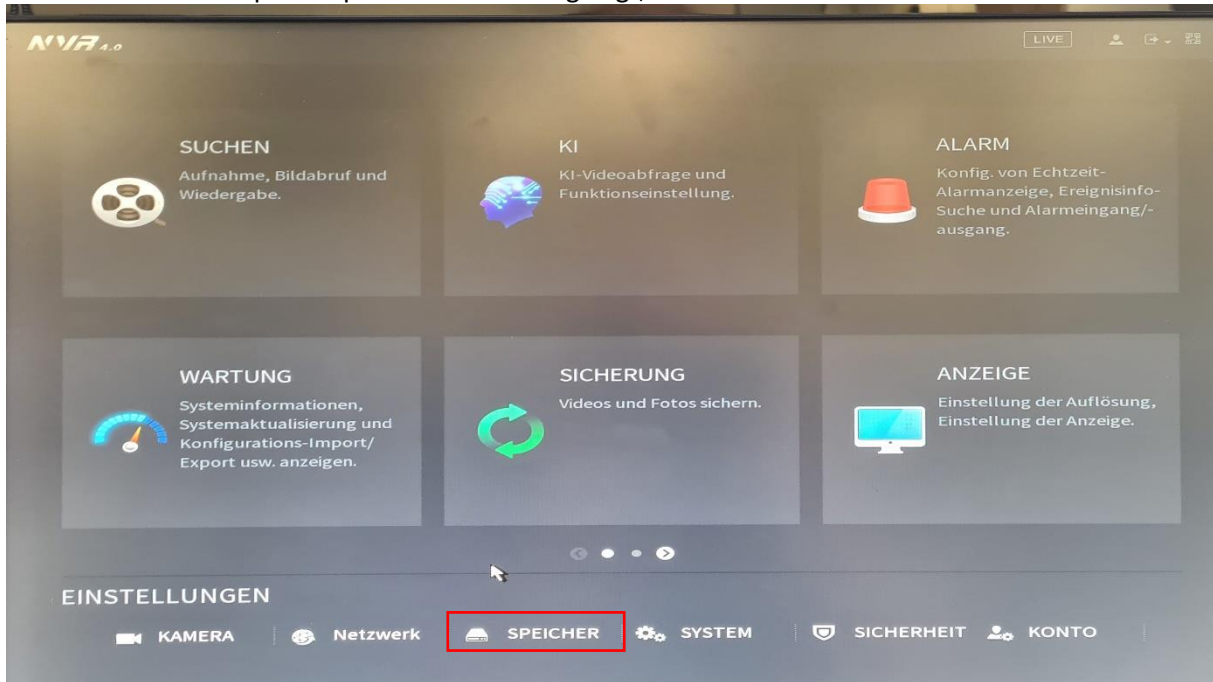 NVR 4.0
LIVE
SUCHEN
Aufnahme, Bildabruf und
Wiedergabe.
KI
KI-Videoabfrage und
Funktionseinstellung.
ALARM
Konfig. von Echtzeit-
Alarmanzeige, Ereignisinfo-
Suche und Alarmeingang/-
ausgang.
WARTUNG
Systeminformationen,
Systemaktualisierung und
Konfigurations-Import/
Export usw. anzeigen.
SICHERUNG
Videos und Fotos sichern.
ANZEIGE
Einstellung der Auflösung,
Einstellung der Anzeige.
EINSTELLUNGEN
KAMERA
Netzwerk
SPEICHER
SYSTEM
SICHERHEIT
KONTO